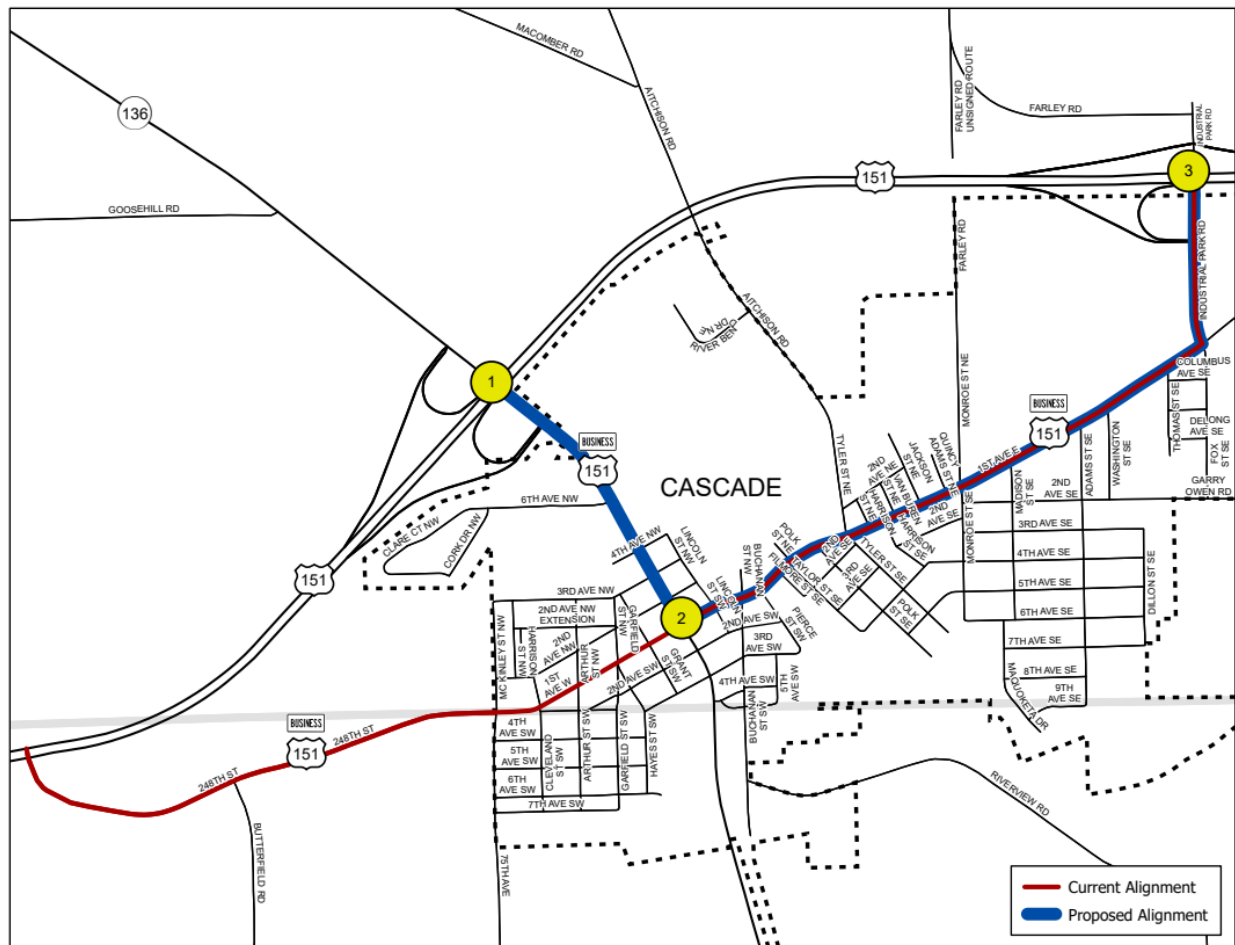 MACOMBER RD
136
AITCHISON RD
FARLEY RD
UNSIGNED ROUTE
FARLEY RD
INDUSTRIAL
PARK RD
3
151
GOOSEHILL RD
FARLEY RD
INDUSTRIAL PARK RD
AITCHISON RD
RIVER BEND
DR NE
1
COLUMBUS
AVE SE
THOMAS ST SE
DELONG
AVE SE
FOX
ST SE
GARRY
OWEN RD
BUSINESS
151
BUSINESS
151
MONROE ST NE
1ST AVE E
ADAMS ST SE
WASHINGTON
ST SE
MADISON
ST SE
2ND
AVE SE
QUINCY
ADAMS ST NE
JACKSON
ST NE
VAN BUREN
ST NE
2ND
AVE NE
HARRISON
ST NE
TYLER ST NE
CASCADE
6TH AVE NW
CLARE CT NW
CORK DR NW
151
4TH AVE NW
LINCOLN
ST NW
BUCHANAN
ST NW
POLK
ST NE
FILMORE ST SE
TAYLOR ST SE
2ND
AVE SE
3RD
AVE SE
TYLER ST SE
POLK
ST SE
HARRISON
ST SE
2ND
AVE SE
MONROE ST SE
3RD AVE SE
4TH AVE SE
5TH AVE SE
6TH AVE SE
7TH AVE SE
8TH AVE SE
9TH
AVE SE
DILLON ST SE
MAQUOKETA DR
3RD AVE NW
2ND AVE NW
EXTENSION
MC KINLEY ST NW
HARRISON
ST NW
2ND
AVE NW
1ST
AVE W
ARTHUR
ST NW
GARFIELD
ST NW
2
LINCOLN
ST SW
2ND AVE SW
PIERCE
ST SW
3RD
AVE SW
GRANT
ST SW
2ND AVE SW
4TH AVE SW
5TH
AVE SW
BUCHANAN
ST SW
4TH
AVE SW
5TH
AVE SW
6TH
AVE SW
7TH AVE SW
CLEVELAND
ST SW
ARTHUR ST SW
GARFIELD ST SW
HAYES ST SW
BUSINESS
151
248TH ST
248TH ST
BUTTERFIELD RD
75TH AVE
RIVERVIEW RD
Current Alignment
Proposed Alignment